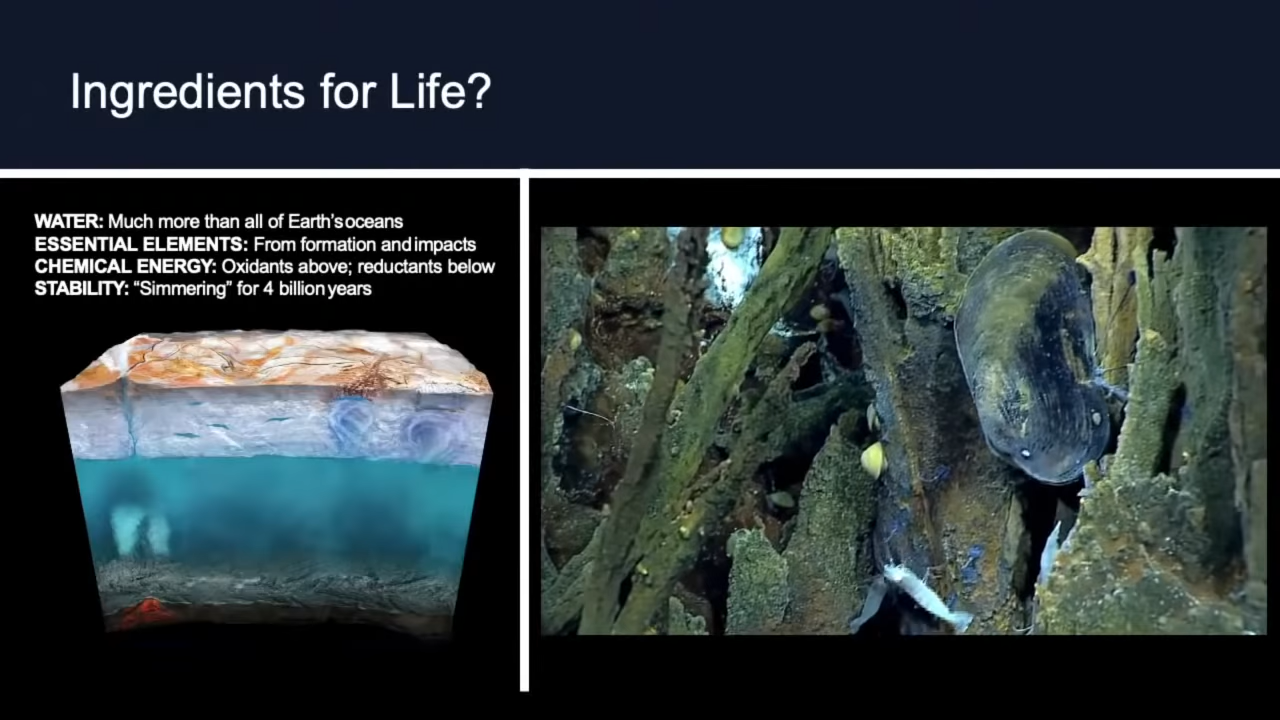 Ingredients for Life?
WATER: Much more than all of Earth's oceans
ESSENTIAL ELEMENTS: From formation and impacts
CHEMICAL ENERGY: Oxidants above; reductants below
STABILITY: “Simmering” for 4 billion years